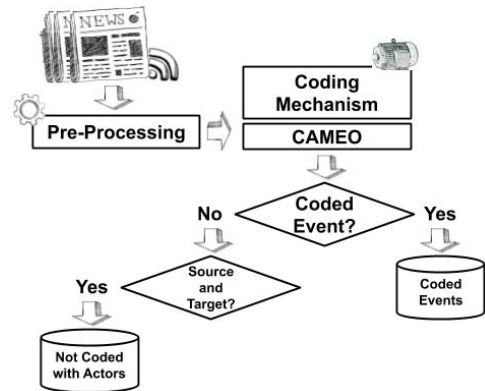 NEWS
Pre-Processing
Coding
Mechanism
CAMEO
Coded
Event?
No
Yes
Source
and
Target?
Yes
Coded
Events
Not Coded
with Actors